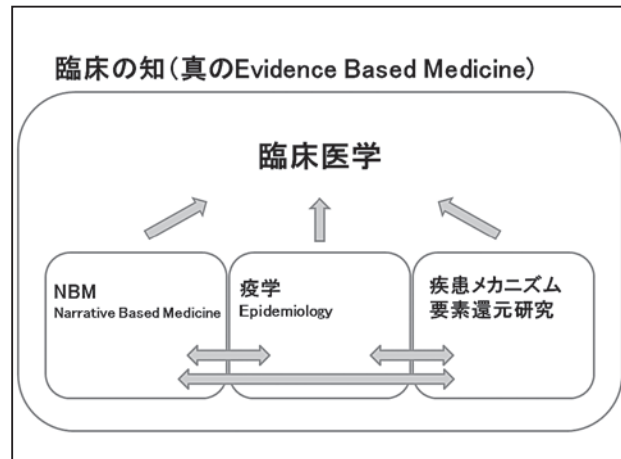 臨床の知(真のEvidence Based Medicine)
臨床医学
NBM
Narrative Based Medicine
疫学
Epidemiology
疾患メカニズム
要素還元研究